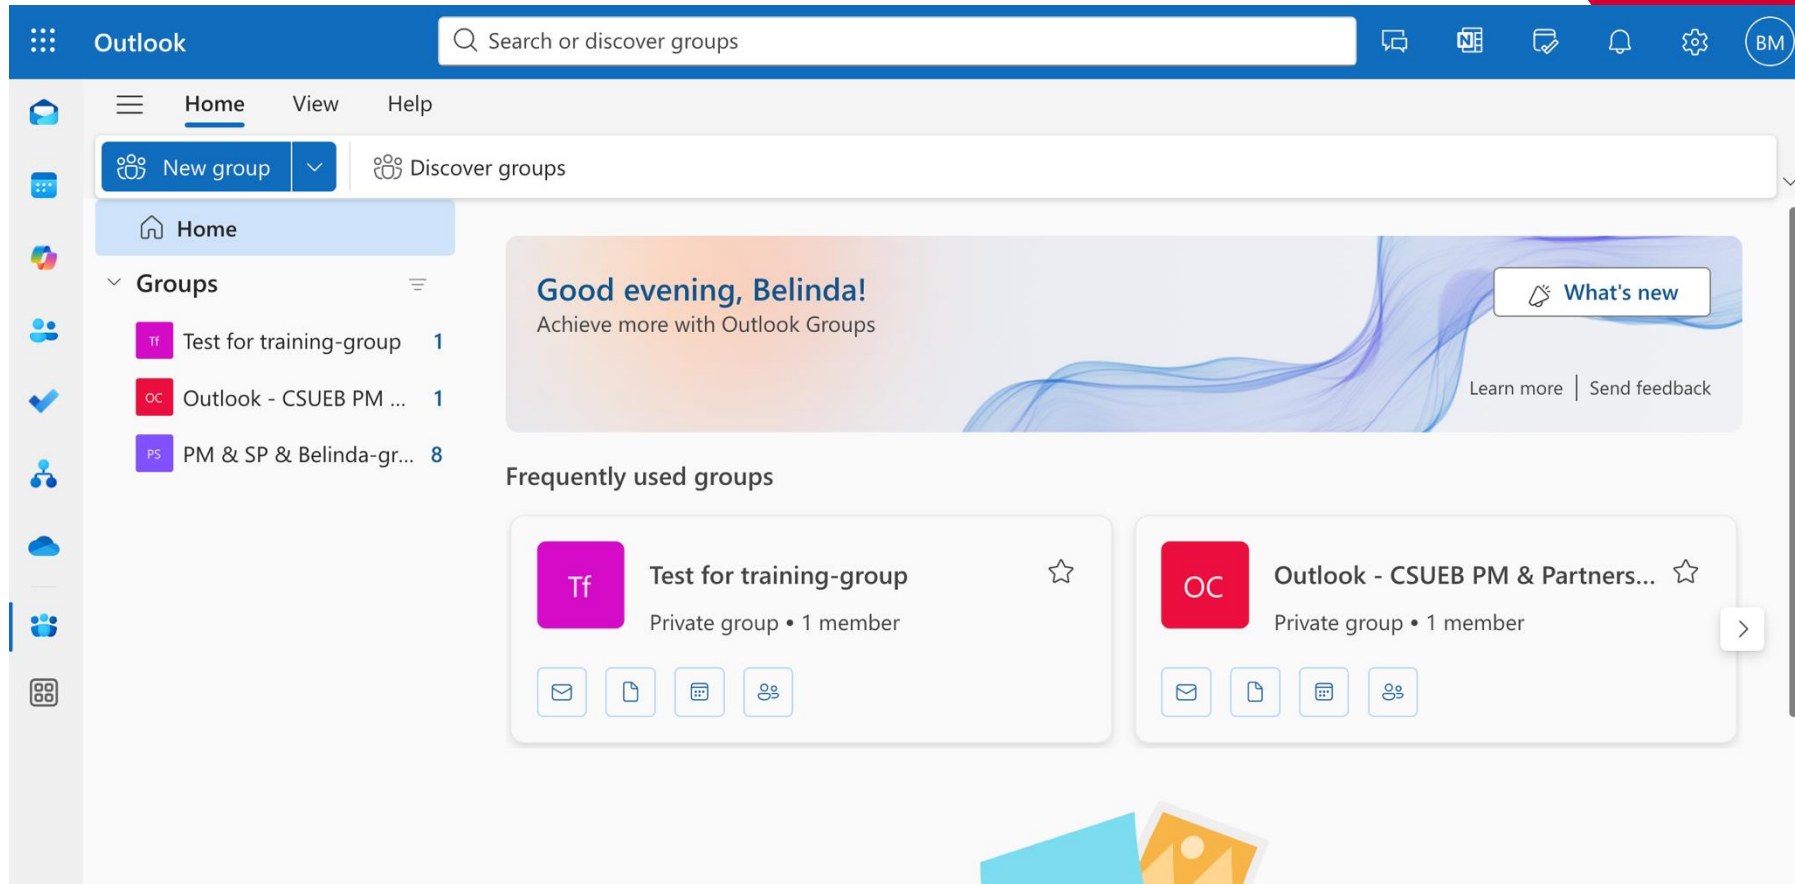 Outlook
Search or discover groups
BM
Home View Help
New group Discover groups
Home
Groups
Tf Test for training-group 1
OC Outlook - CSUEB PM ... 1
PS PM & SP & Belinda-gr... 8
Good evening, Belinda!
Achieve more with Outlook Groups
What's new
Learn more | Send feedback
Frequently used groups
Tf
Test for training-group
Private group • 1 member
OC
Outlook - CSUEB PM & Partners...
Private group • 1 member